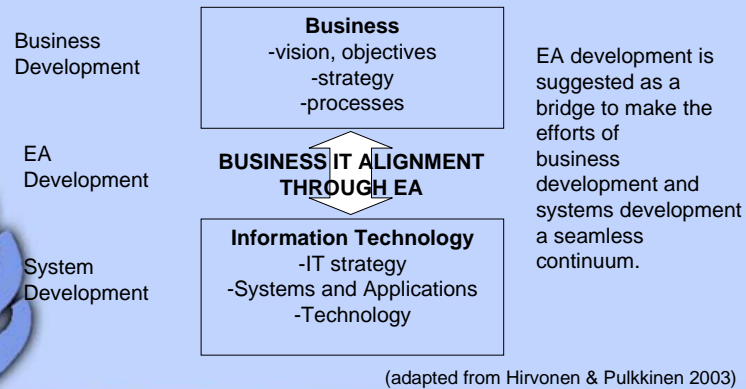 Business
Development
Business
-vision, objectives
-strategy
-processes
EA
Development
BUSINESS IT ALIGNMENT
THROUGH EA
System
Development
Information Technology
-IT strategy
-Systems and Applications
-Technology
EA development is
suggested as a
bridge to make the
efforts of
business
development and
systems development
a seamless
continuum.
(adapted from Hirvonen & Pulkkinen 2003)